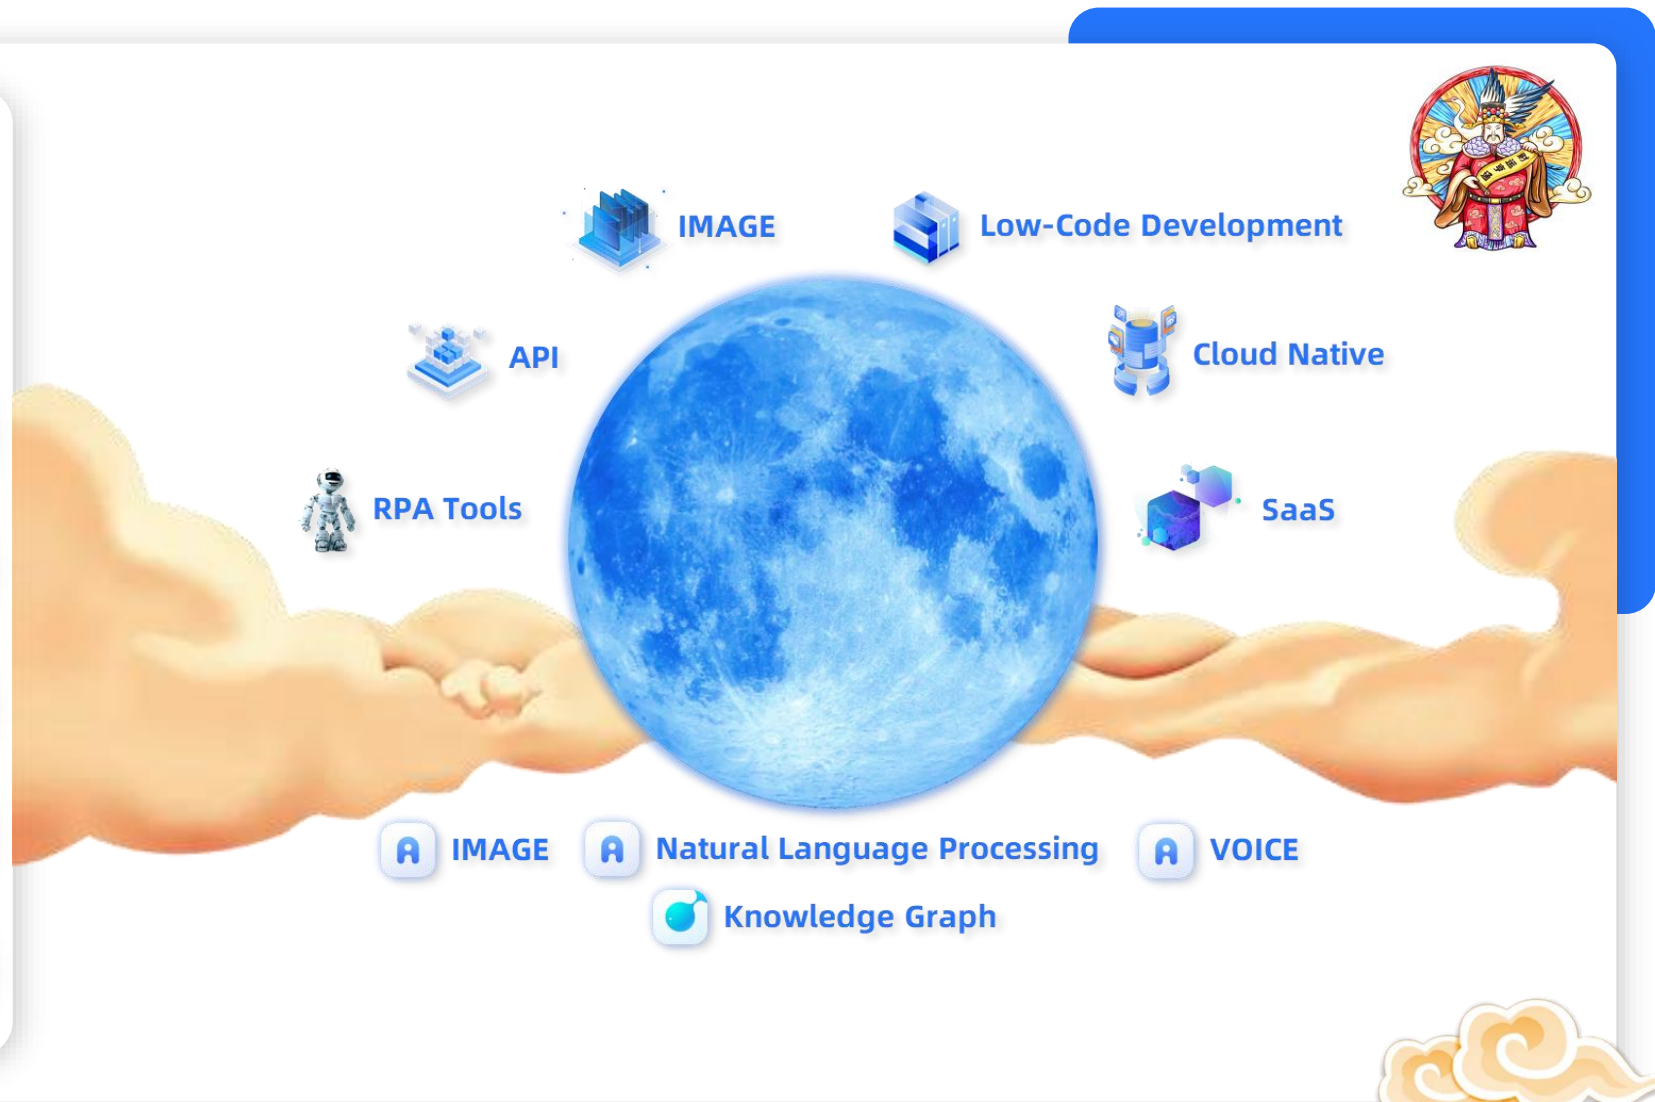 IMAGE
Low-Code Development
API
Cloud Native
RPA Tools
SaaS
IMAGE
Natural Language Processing
VOICE
Knowledge Graph